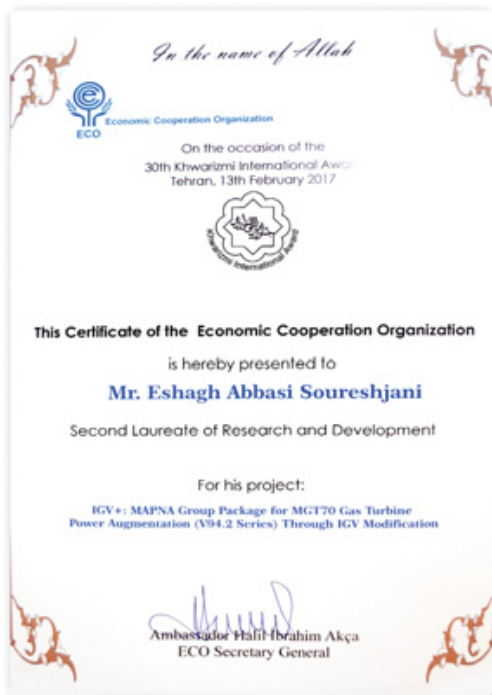 In the name of Allah
Economic Cooperation Organization
ECO
On the occasion of the
30th Khwarizmi International Awa
Tehran, 13th February 2017
Khwarizmi International Award
This Certificate of the Economic Cooperation Organization
is hereby presented to
Mr. Eshagh Abbasi Soureshjani
Second Laureate of Research and Development
For his project:
IGV+: MAPNA Group Package for MGT70 Gas Turbine
Power Augmentation (V94.2 Series) Through IGV Modification
Ambassador Halil Ibrahim Akça
ECO Secretary General